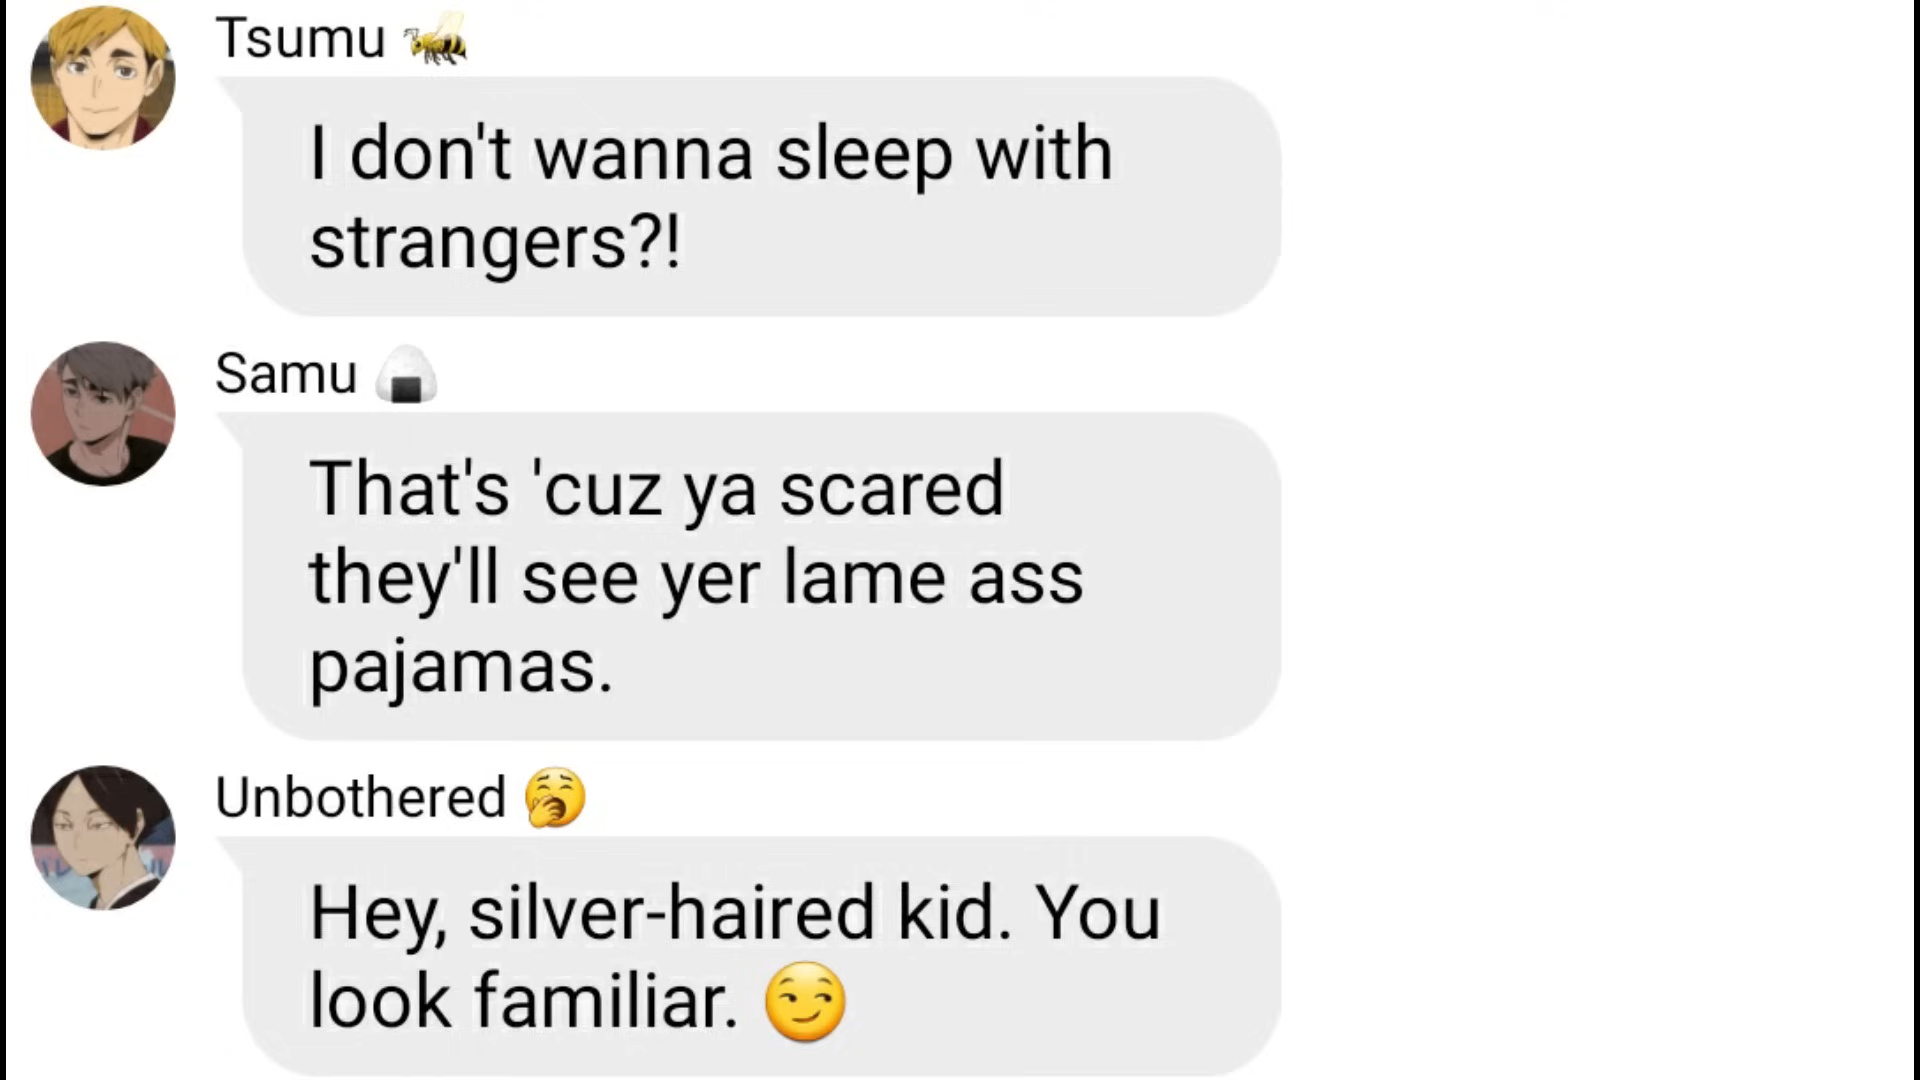 Tsumu 🐝
I don't wanna sleep with
strangers?!
Samu 🍙
That's 'cuz ya scared
they'll see yer lame ass
pajamas.
Unbothered 🥱
Hey, silver-haired kid. You
look familiar. 😏